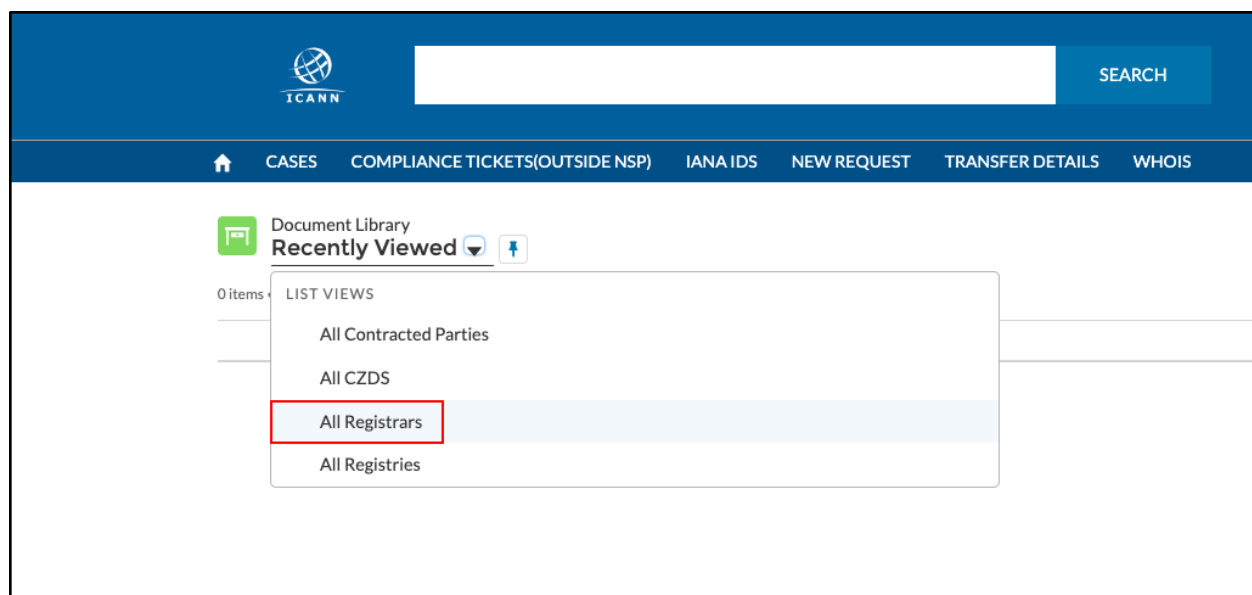 ICANN
SEARCH
CASES COMPLIANCE TICKETS(OUTSIDE NSP) IANA IDS NEW REQUEST TRANSFER DETAILS WHOIS
Document Library
Recently Viewed
0 items •
LIST VIEWS
All Contracted Parties
All CZDS
All Registrars
All Registries